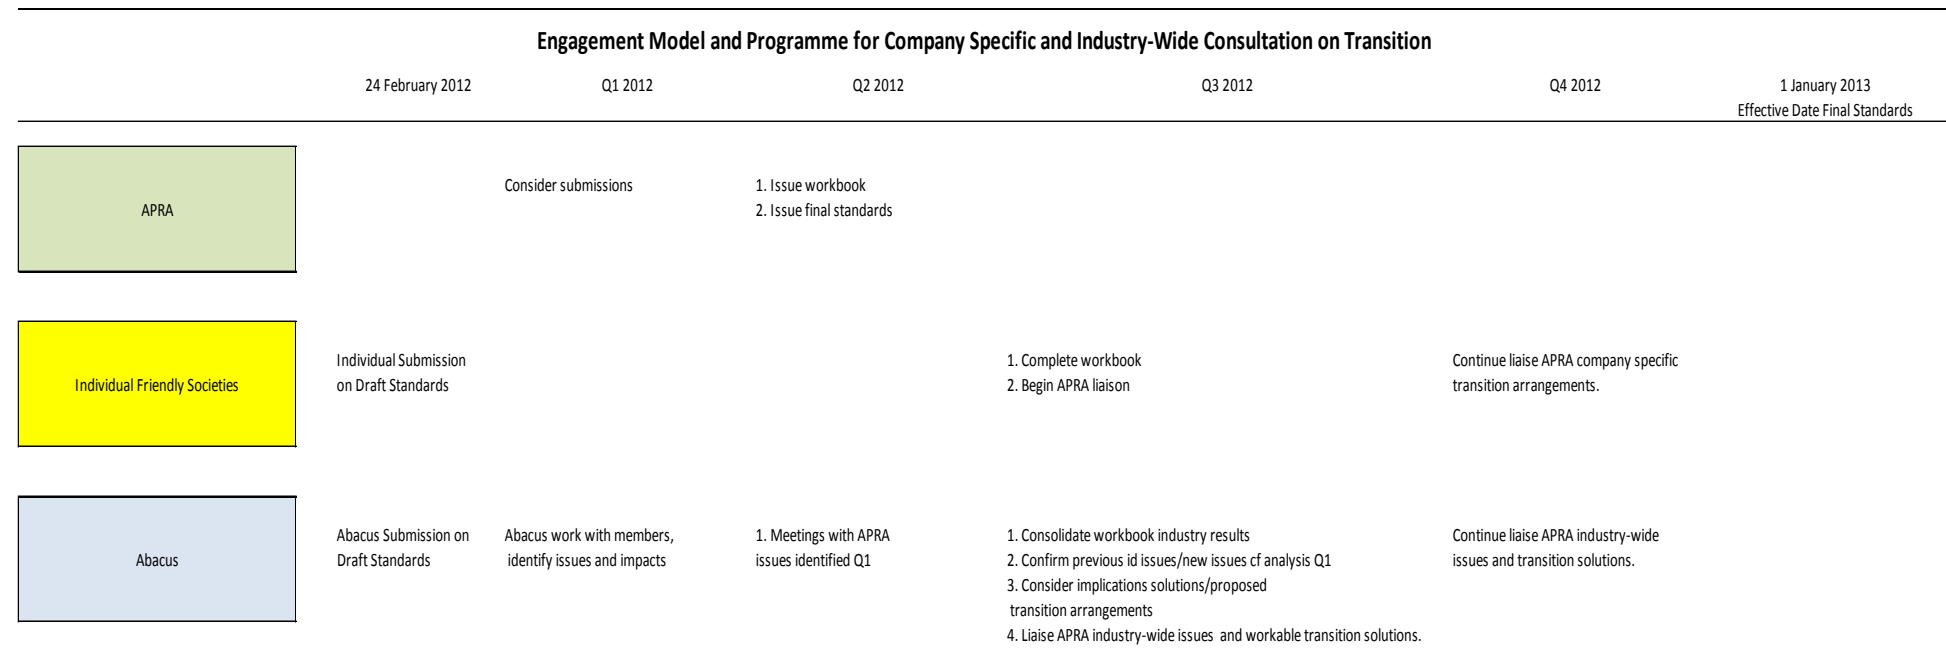 Engagement Model and Programme for Company Specific and Industry-Wide Consultation on Transition
24 February 2012
Q1 2012
Q2 2012
Q3 2012
Q4 2012
1 January 2013
Effective Date Final Standards
APRA
Consider submissions
1. Issue workbook
2. Issue final standards
Individual Friendly Societies
Individual Submission
on Draft Standards
1. Complete workbook
2. Begin APRA liaison
Continue liaise APRA company specific
transition arrangements.
Abacus
Abacus Submission on
Draft Standards
Abacus work with members,
identify issues and impacts
1. Meetings with APRA
issues identified Q1
1. Consolidate workbook industry results
2. Confirm previous id issues/new issues cf analysis Q1
3. Consider implications solutions/proposed
transition arrangements
4. Liaise APRA industry-wide issues and workable transition solutions.
Continue liaise APRA industry-wide
issues and transition solutions.